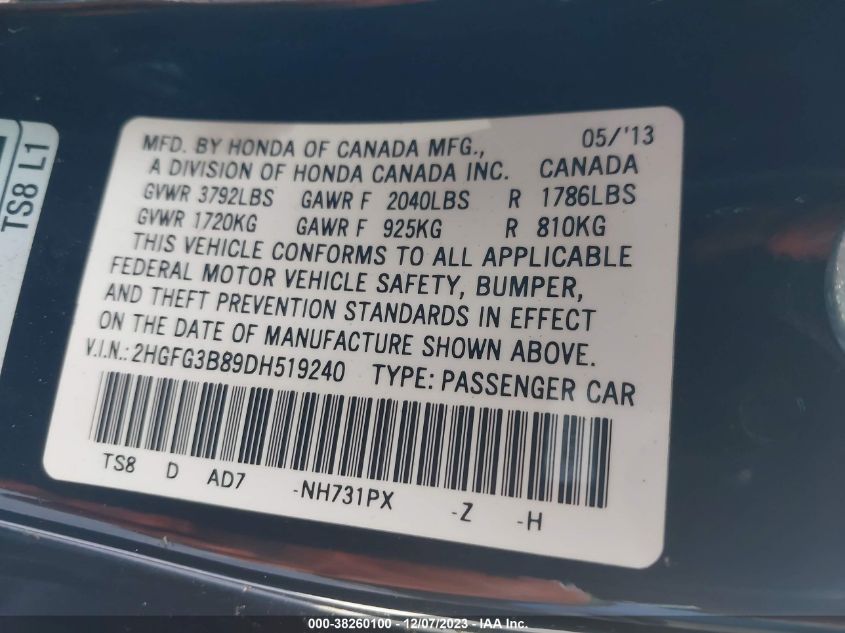 TS8 L1
MFD. BY HONDA OF CANADA MFG., 05/'13
A DIVISION OF HONDA CANADA INC. CANADA
GVWR 3792LBS GAWR F 2040LBS R 1786LBS
GVWR 1720KG GAWR F 925KG R 810KG
THIS VEHICLE CONFORMS TO ALL APPLICABLE
FEDERAL MOTOR VEHICLE SAFETY, BUMPER,
AND THEFT PREVENTION STANDARDS IN EFFECT
ON THE DATE OF MANUFACTURE SHOWN ABOVE.
V.I.N.: 2HGFG3B89DH519240 TYPE: PASSENGER CAR
TS8 D AD7 -NH731PX -Z -H
000-38260100 - 12/07/2023 - IAA Inc.